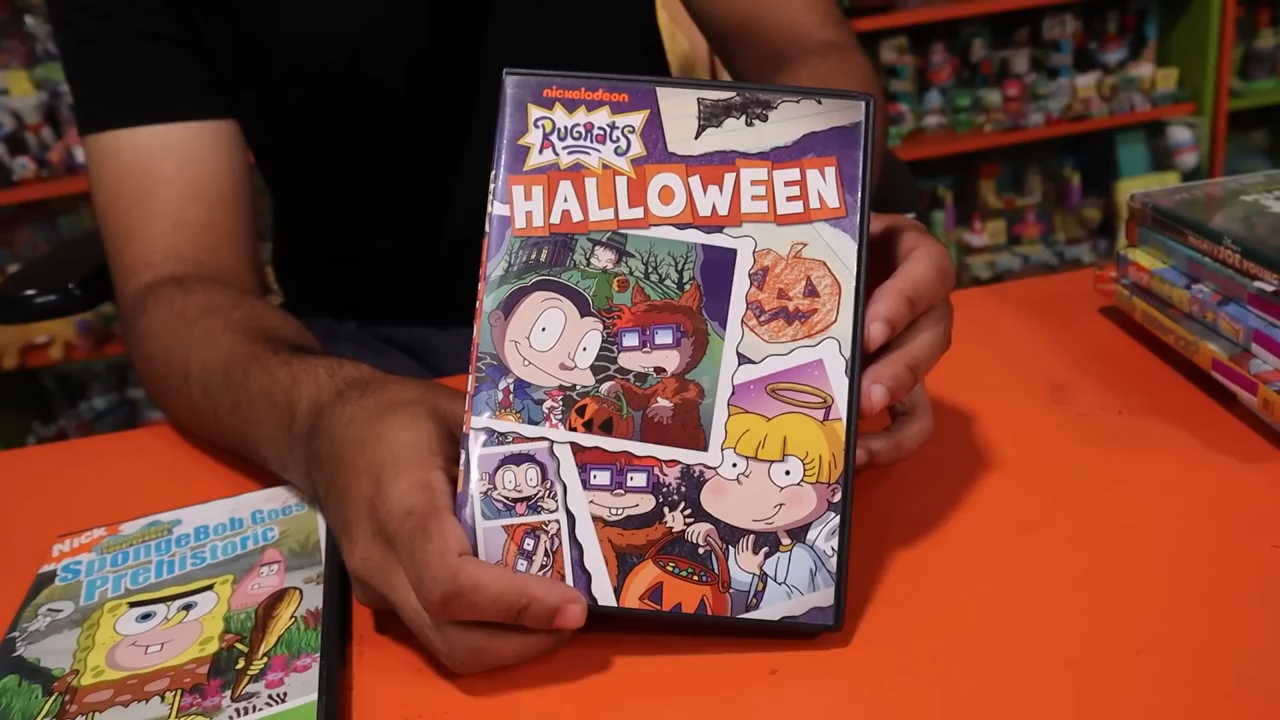 nickelodeon
RUGRATS
HALLOWEEN
NICK
SpongeBob Goes
Prehistoric